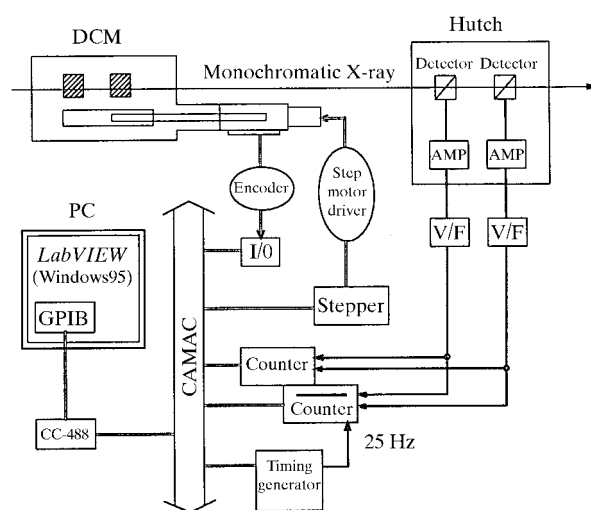 Hutch
DCM
Detector Detector
Monochromatic X-ray
AMP AMP
Step
motor
driver
Encoder
PC
V/F V/F
LabVIEW
(Windows95)
I/0
GPIB
Stepper
CAMAC
Counter
Counter
CC-488
25 Hz
Timing
generator